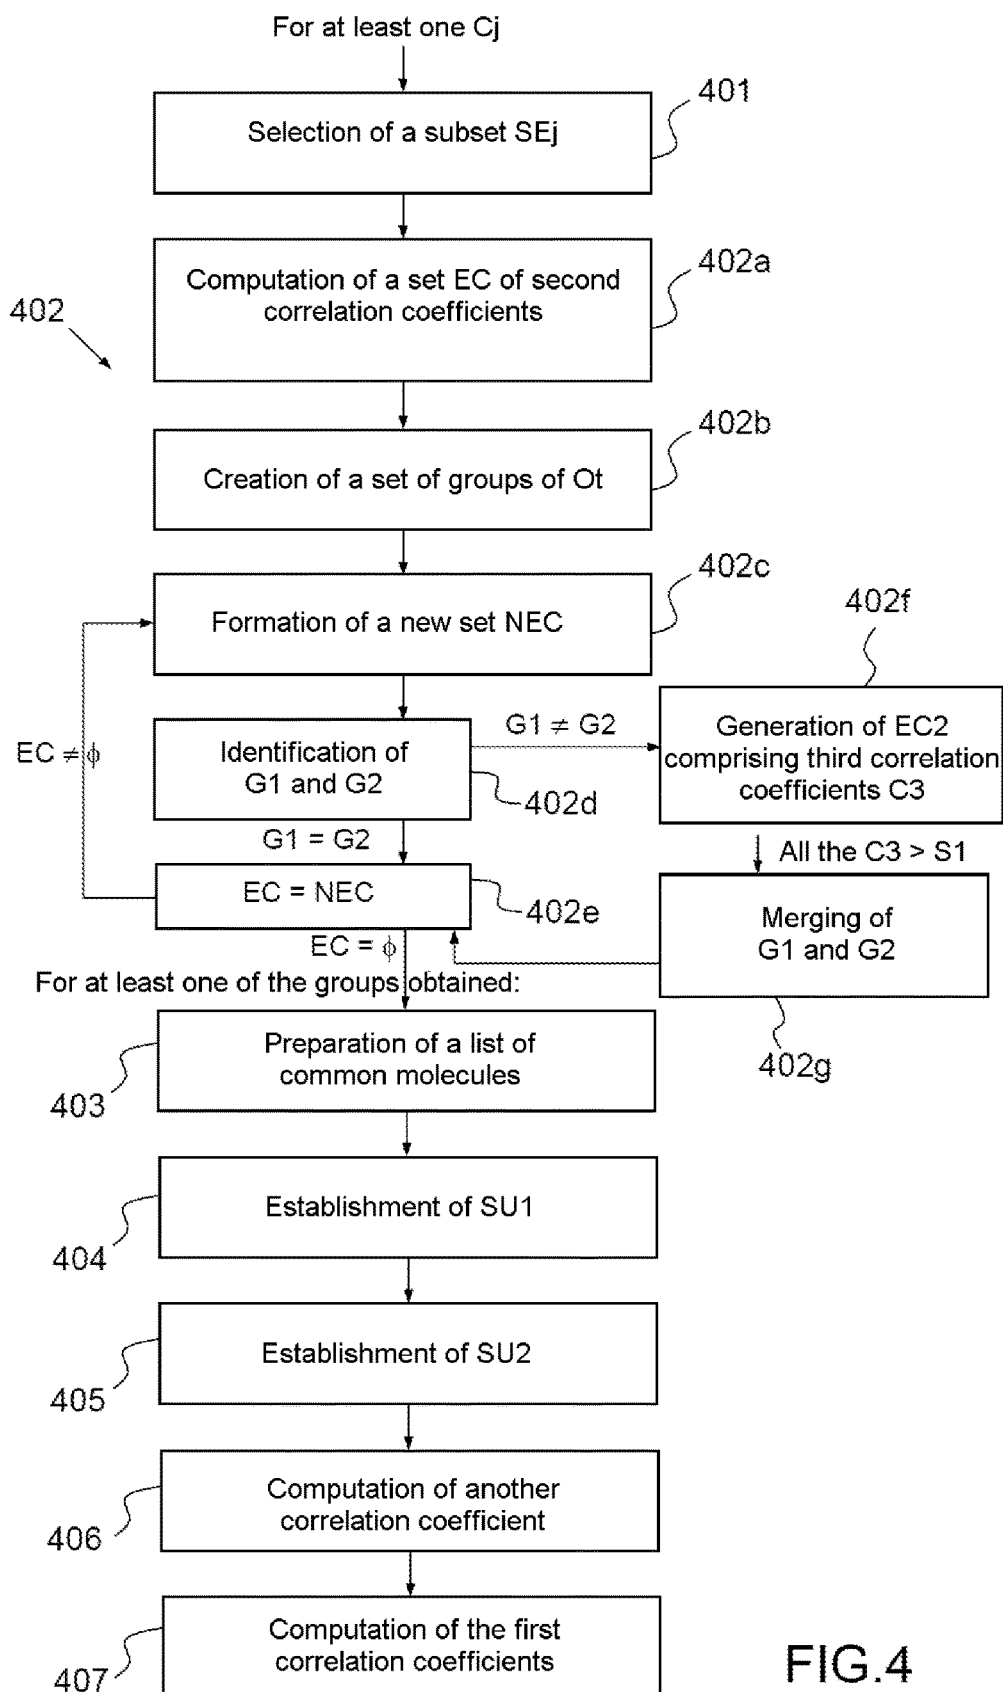 For at least one Cj
401
Selection of a subset SEj
402a
Computation of a set EC of second
correlation coefficients
402
402b
Creation of a set of groups of Ot
402c
Formation of a new set NEC
402f
Generation of EC2
comprising third correlation
coefficients C3
G1 ≠ G2
EC ≠ ϕ
Identification of
G1 and G2
402d
G1 = G2
All the C3 > S1
EC = NEC
402e
Merging of
G1 and G2
EC = ϕ
For at least one of the groups obtained:
402g
Preparation of a list of
common molecules
403
Establishment of SU1
404
Establishment of SU2
405
Computation of another
correlation coefficient
406
Computation of the first
correlation coefficients
407
FIG.4